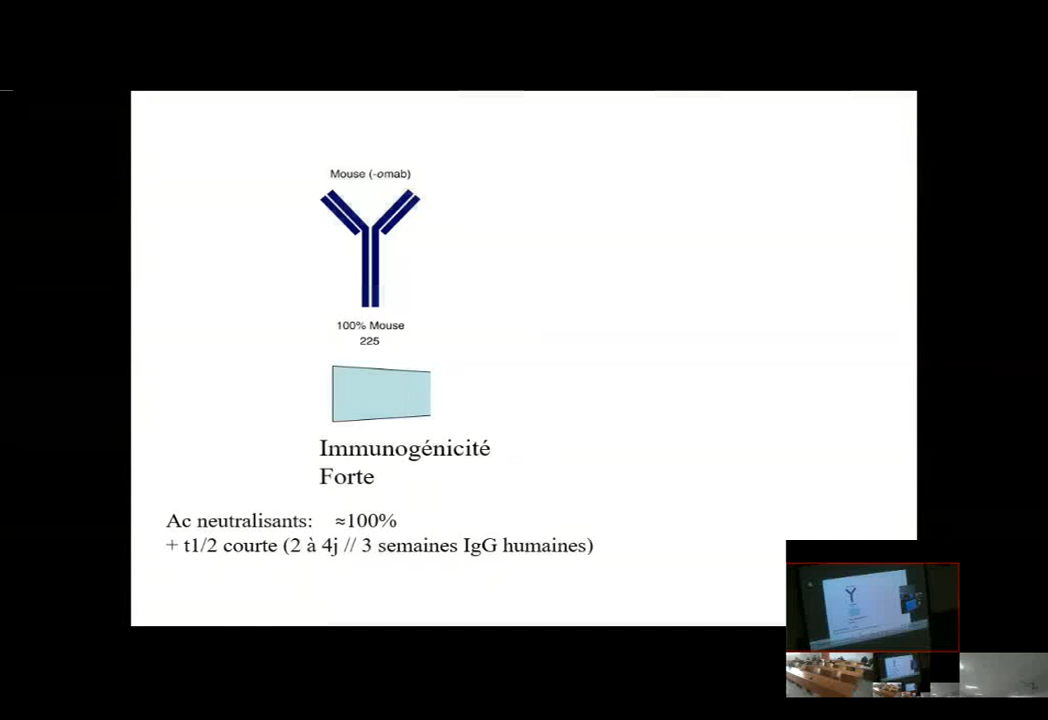 Mouse (-omab)
100% Mouse
225
Immunogénicité
Forte
Ac neutralisants: ≈100%
+ t1/2 courte (2 à 4j // 3 semaines IgG humaines)